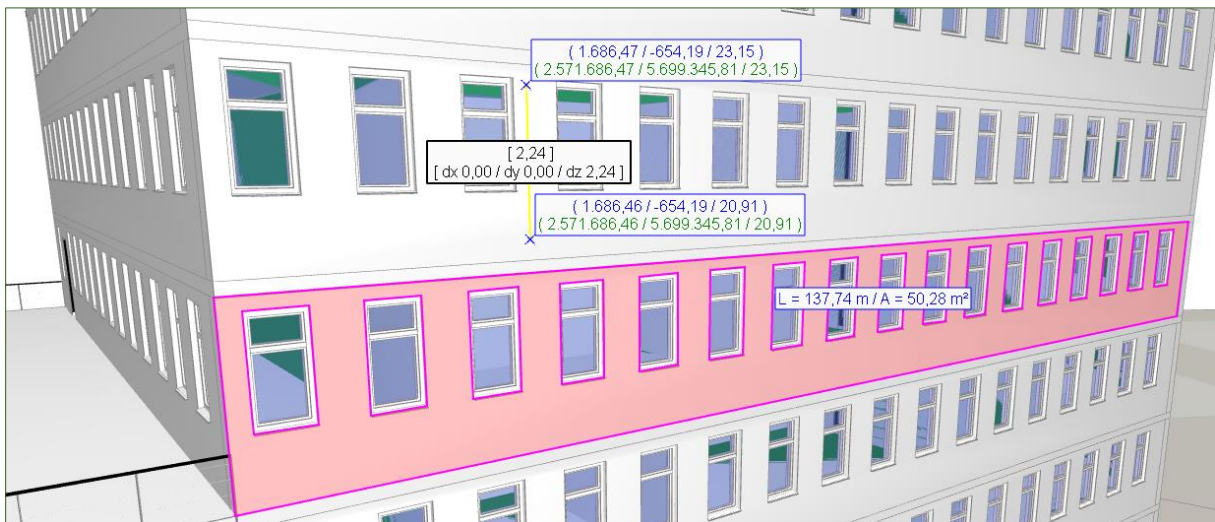 ( 1.686,47 / -654,19 / 23,15 )
( 2.571.686,47 / 5.699.345,81 / 23,15 )
[ 2,24 ]
[ dx 0,00 / dy 0,00 / dz 2,24 ]
( 1.686,46 / -654,19 / 20,91 )
( 2.571.686,46 / 5.699.345,81 / 20,91 )
L = 137,74 m / A = 50,28 m²